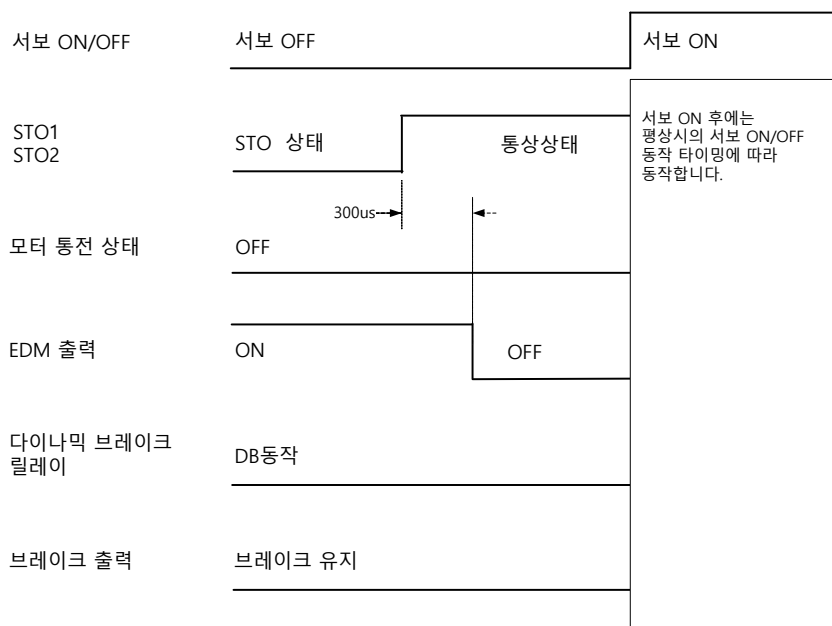 서보 ON/OFF
서보 OFF
서보 ON
STO1
STO2
STO 상태
통상상태
서보 ON 후에는
평상시의 서보 ON/OFF
동작 타이밍에 따라
동작합니다.
300us
모터 통전 상태
OFF
EDM 출력
ON
OFF
다이나믹 브레이크
릴레이
DB동작
브레이크 출력
브레이크 유지